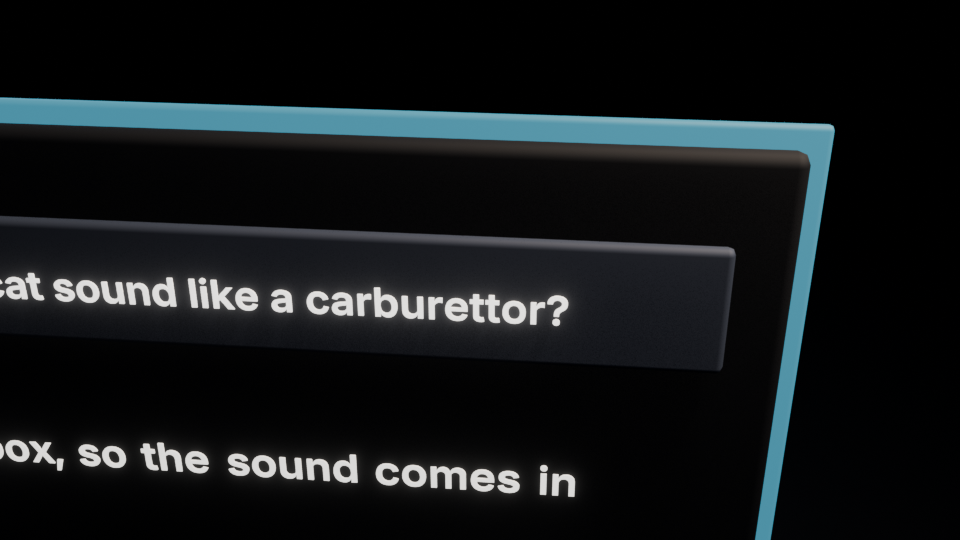 cat sound like a carburettor?
box, so the sound comes in